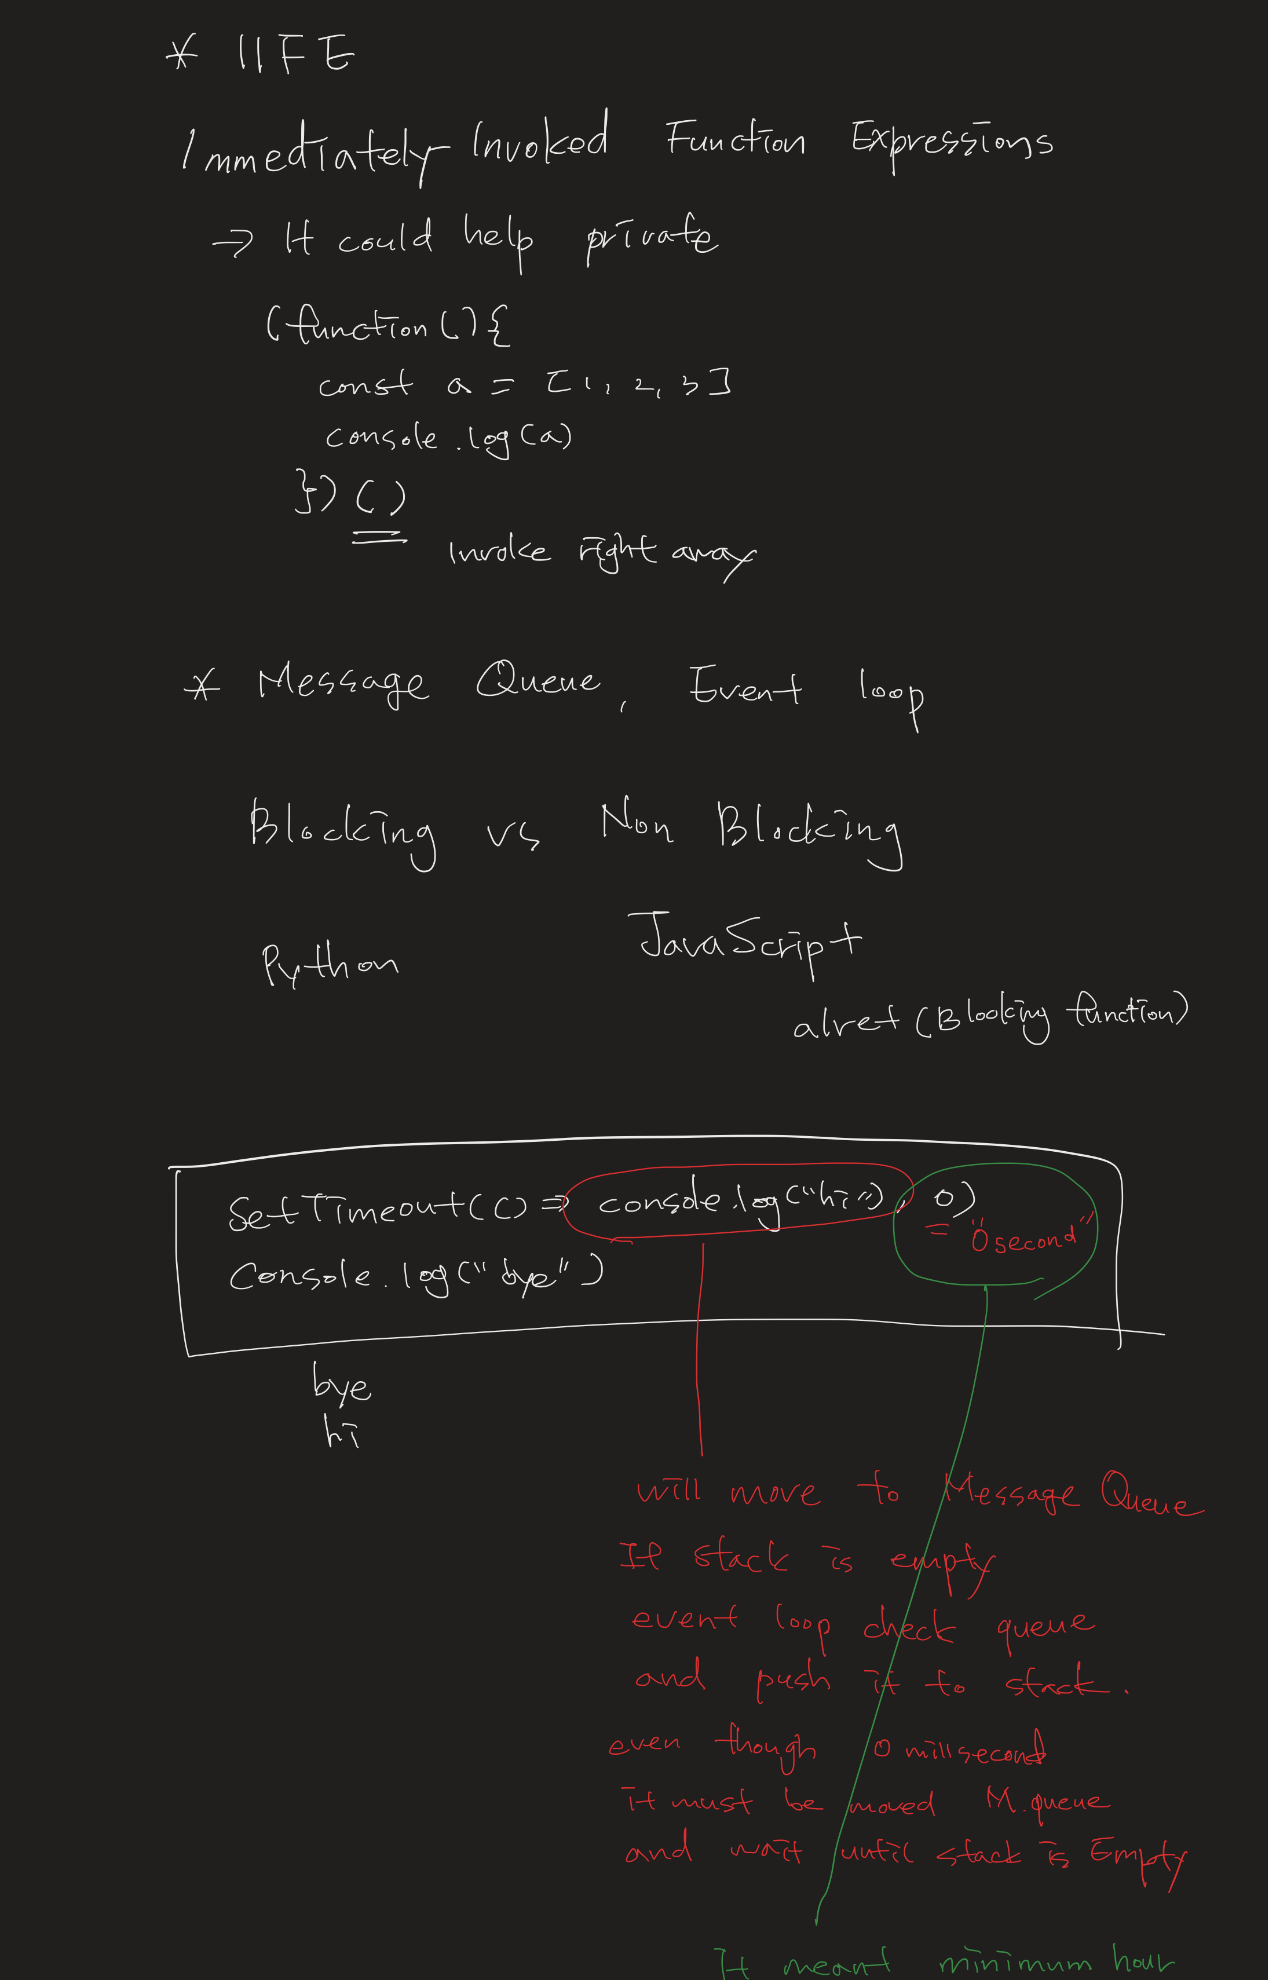 * IIFE
Immediately Invoked Function Expressions
→ It could help private
(function(){
const a = [1, 2, 3]
console.log(a)
})()
Invoke right away
* Message Queue, Event loop
Blocking vs Non Blocking
Python JavaScript
alret (Blocking function)
SetTimeout(() => console.log("hi"), 0)
= "0second"
Console.log("bye")
bye
hi
will move to Message Queue
If stack is empty
event loop check queue
and push it to stack.
even though 0 millsecond
it must be moved M.queue
and wait until stack is Empty
It meant minimum hour